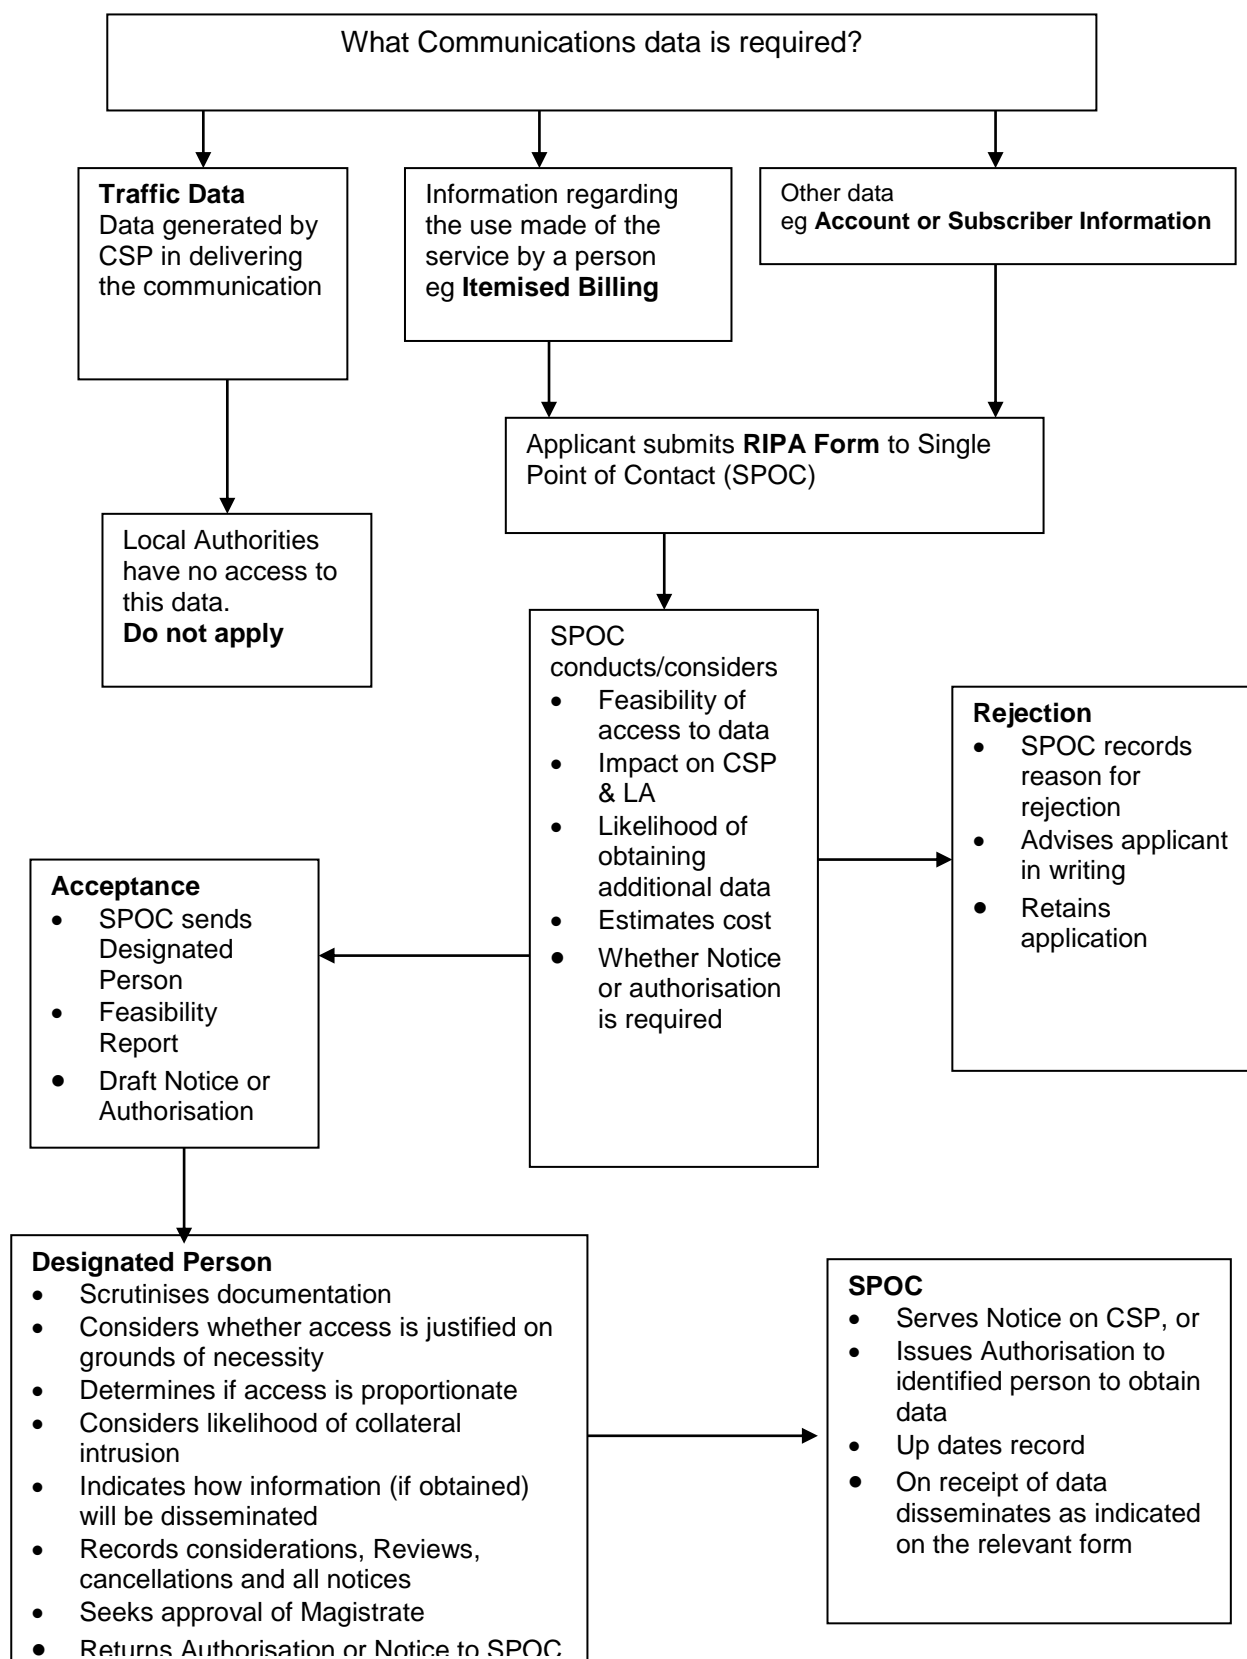 What Communications data is required?
Traffic Data
Data generated by
CSP in delivering
the communication
Information regarding
the use made of the
service by a person
eg Itemised Billing
Other data
eg Account or Subscriber Information
Applicant submits RIPA Form to Single
Point of Contact (SPOC)
Local Authorities
have no access to
this data.
Do not apply
SPOC
conducts/considers
• Feasibility of
access to data
• Impact on CSP
& LA
• Likelihood of
obtaining
additional data
• Estimates cost
• Whether Notice
or authorisation
is required
Rejection
• SPOC records
reason for
rejection
• Advises applicant
in writing
• Retains
application
Acceptance
• SPOC sends
Designated
Person
• Feasibility
Report
• Draft Notice or
Authorisation
Designated Person
• Scrutinises documentation
• Considers whether access is justified on
grounds of necessity
• Determines if access is proportionate
• Considers likelihood of collateral
intrusion
• Indicates how information (if obtained)
will be disseminated
• Records considerations, Reviews,
cancellations and all notices
• Seeks approval of Magistrate
• Returns Authorisation or Notice to SPOC
SPOC
• Serves Notice on CSP, or
• Issues Authorisation to
identified person to obtain
data
• Up dates record
• On receipt of data
disseminates as indicated
on the relevant form